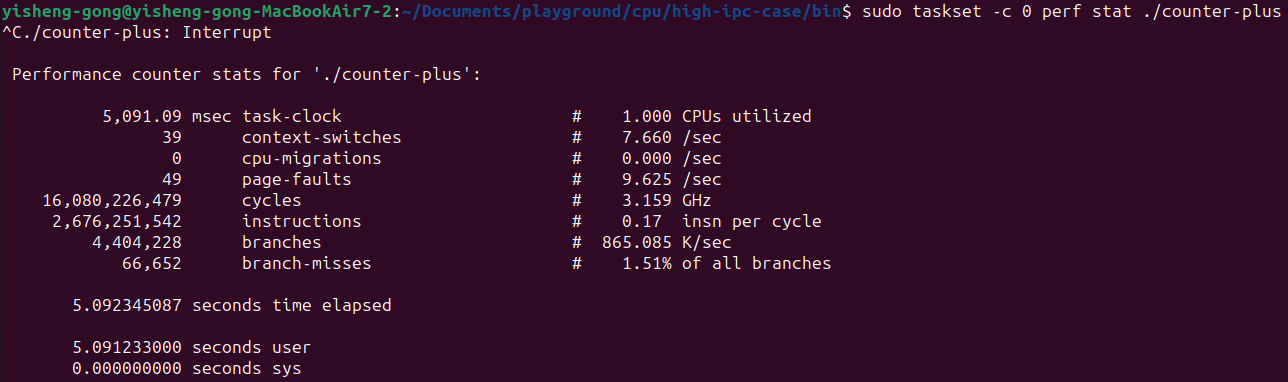 yisheng-gong@yisheng-gong-MacBookAir7-2:~/Documents/playground/cpu/high-ipc-case/bin$ sudo taskset -c 0 perf stat ./counter-plus
^C./counter-plus: Interrupt
Performance counter stats for './counter-plus':
5,091.09 msec task-clock # 1.000 CPUs utilized
39 context-switches # 7.660 /sec
0 cpu-migrations # 0.000 /sec
49 page-faults # 9.625 /sec
16,080,226,479 cycles # 3.159 GHz
2,676,251,542 instructions # 0.17 insn per cycle
4,404,228 branches # 865.085 K/sec
66,652 branch-misses # 1.51% of all branches
5.092345087 seconds time elapsed
5.091233000 seconds user
0.000000000 seconds sys